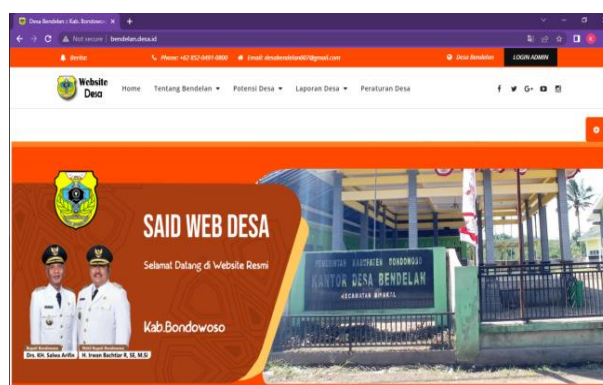 Desa Bendelan :: Kab. Bondowo
Not secure | bendelan.desa.id
Berita:
Phone: +62 852-0491-0800
Email: desabendelan007@gmail.com
Desa Bendelan
LOGIN ADMIN
Website
Desa
Home
Tentang Bendelan
Potensi Desa
Laporan Desa
Peraturan Desa
SAID WEB DESA
Selamat Datang di Website Resmi
Kab.Bondowoso
Bupati Bondowoso
Drs. KH. Salwa Arifin
Wakil Bupati Bondowoso
H. Irwan Bachtiar R, SE, M.Si
PEMERINTAH KABUPATEN BONDOWOSO
KANTOR DESA BENDELAN
KECAMATAN BINAKAL